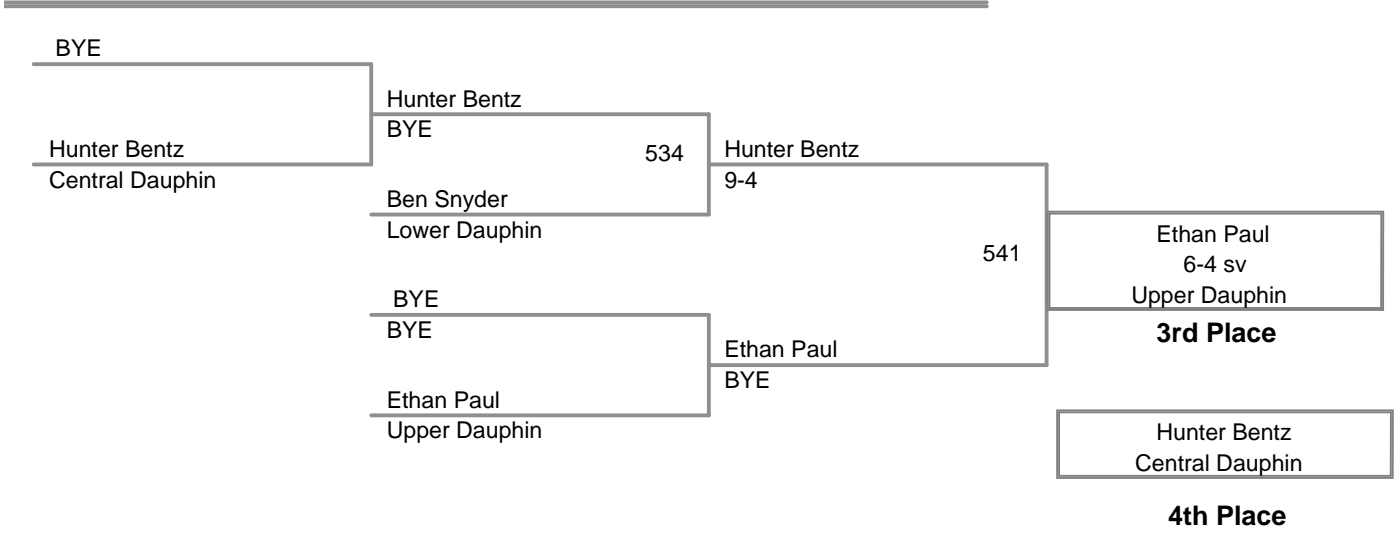 BYE
Hunter Bentz
Central Dauphin
Hunter Bentz
BYE
534
Ben Snyder
Lower Dauphin
BYE
BYE
Ethan Paul
Upper Dauphin
Hunter Bentz
9-4
541
Ethan Paul
BYE
Ethan Paul
6-4 sv
Upper Dauphin
3rd Place
Hunter Bentz
Central Dauphin
4th Place